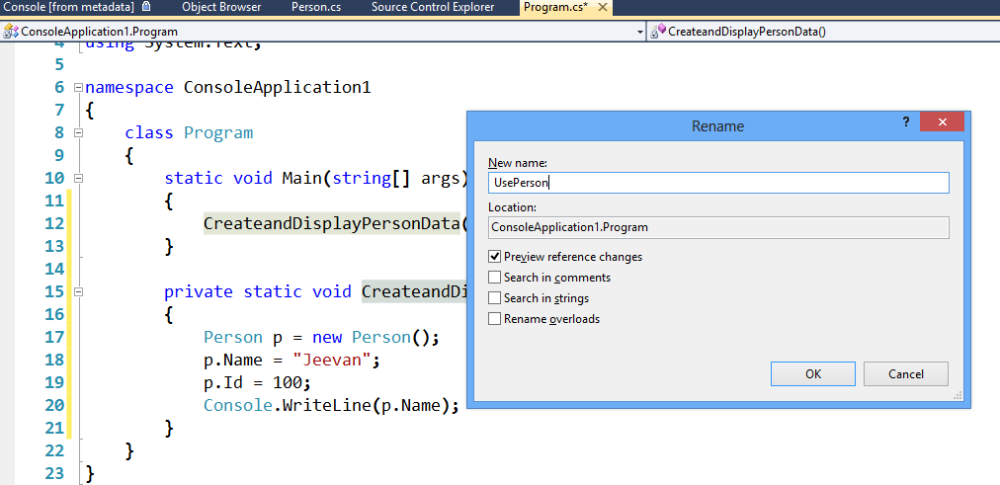 Console [from metadata] Object Browser Person.cs Source Control Explorer Program.cs* ✕
ConsoleApplication1.Program CreateandDisplayPersonData()
4 using System.Text;
5
6 namespace ConsoleApplication1
7 {
8 class Program
9 {
10 static void Main(string[] args)
11 {
12 CreateandDisplayPersonData(
13 }
14
15 private static void CreateandDi
16 {
17 Person p = new Person();
18 p.Name = "Jeevan";
19 p.Id = 100;
20 Console.WriteLine(p.Name);
21 }
22 }
23 }
Rename ? x
New name:
UsePerson
Location:
ConsoleApplication1.Program
Preview reference changes
Search in comments
Search in strings
Rename overloads
OK Cancel